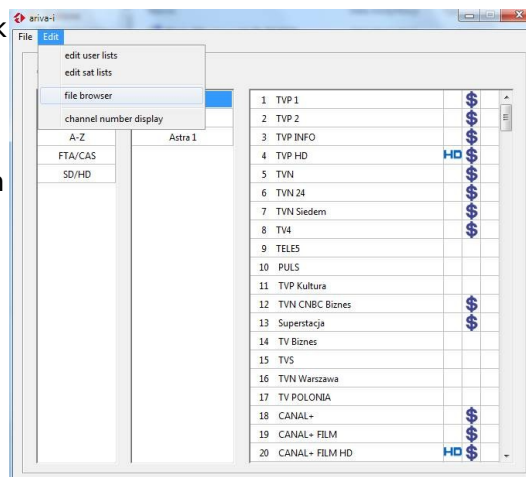 ariva-i
File Edit
edit user lists
edit sat lists
file browser
channel number display
A-Z
FTA/CAS
SD/HD
Astra 1
1 TVP 1 $
2 TVP 2 $
3 TVP INFO $
4 TVP HD HD $
5 TVN $
6 TVN 24 $
7 TVN Siedem $
8 TV4 $
9 TELE5
10 PULS
11 TVP Kultura
12 TVN CNBC Biznes $
13 Superstacja $
14 TV Biznes
15 TVS
16 TVN Warszawa
17 TV POLONIA
18 CANAL+ $
19 CANAL+ FILM $
20 CANAL+ FILM HD HD $